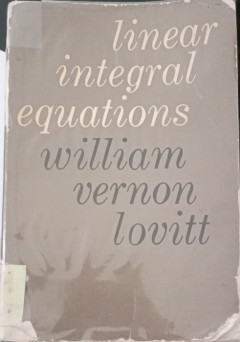 linear
integral
equations
william
vernon
lovitt